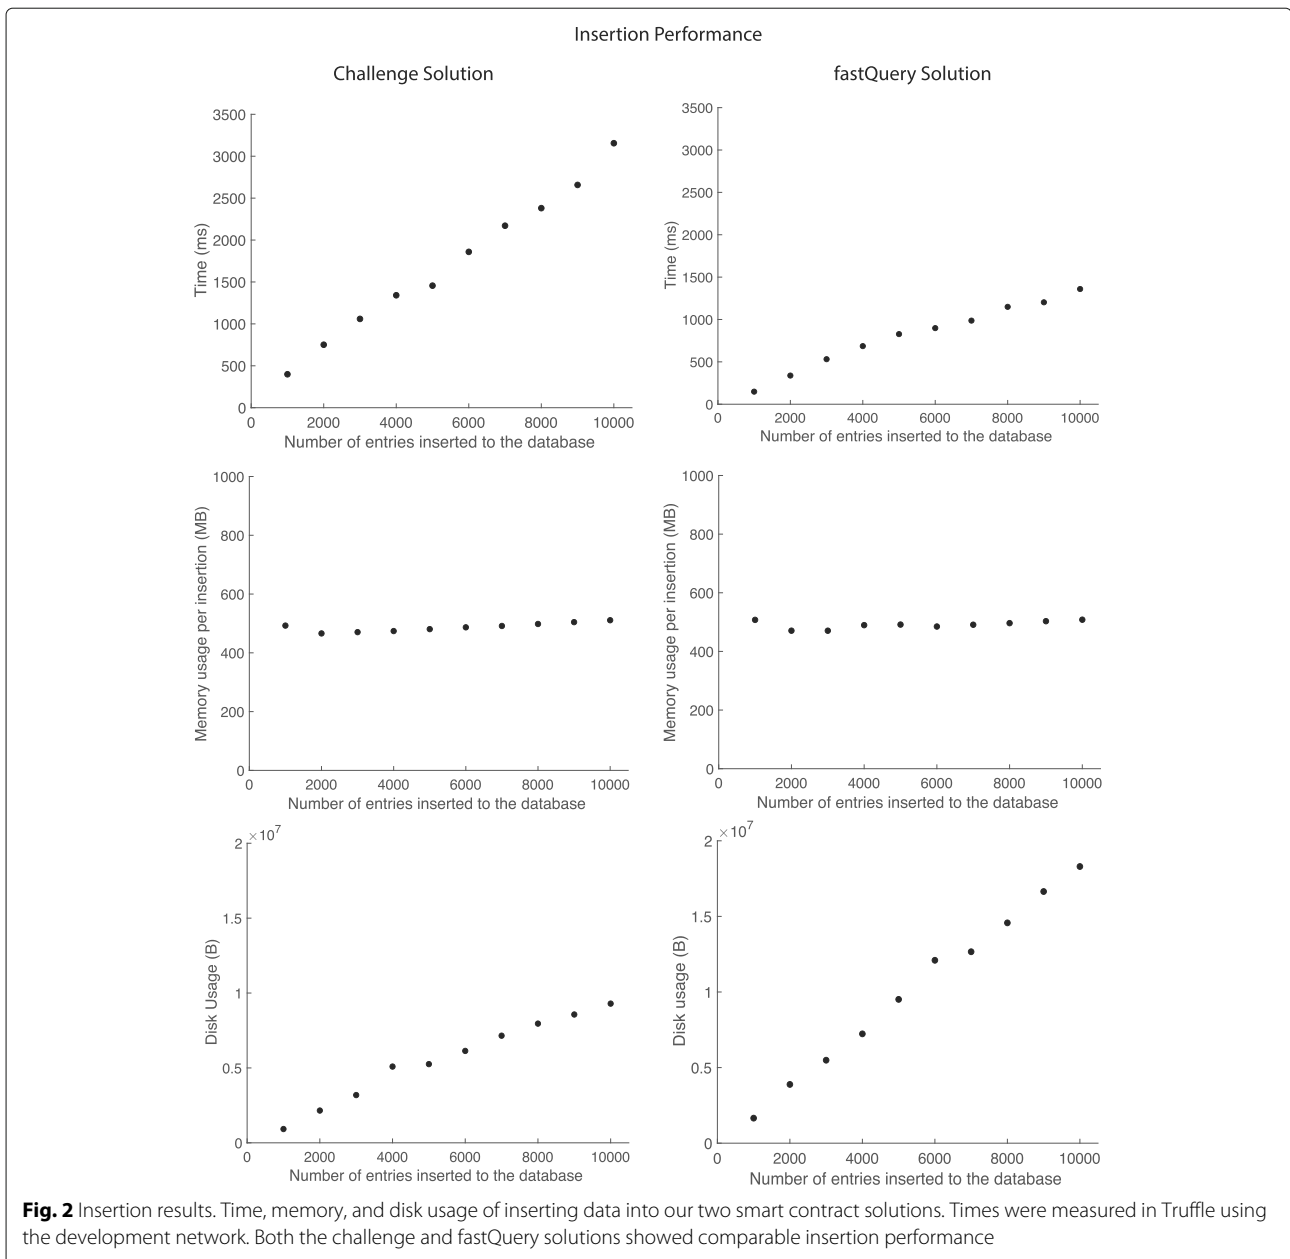 Insertion Performance
Challenge Solution
fastQuery Solution
3500
3000
2500
2000
1500
1000
500
0
Time (ms)
0 2000 4000 6000 8000 10000
Number of entries inserted to the database
3500
3000
2500
2000
1500
1000
500
0
Time (ms)
0 2000 4000 6000 8000 10000
Number of entries inserted to the database
1000
800
600
400
200
0
Memory usage per insertion (MB)
0 2000 4000 6000 8000 10000
Number of entries inserted to the database
1000
800
600
400
200
0
Memory usage per insertion (MB)
0 2000 4000 6000 8000 10000
Number of entries inserted to the database
×10⁷
2
1.5
1
0.5
0
Disk Usage (B)
0 2000 4000 6000 8000 10000
Number of entries inserted to the database
×10⁷
2
1.5
1
0.5
0
Disk usage (B)
0 2000 4000 6000 8000 10000
Number of entries inserted to the database
Fig. 2 Insertion results. Time, memory, and disk usage of inserting data into our two smart contract solutions. Times were measured in Truffle using
the development network. Both the challenge and fastQuery solutions showed comparable insertion performance